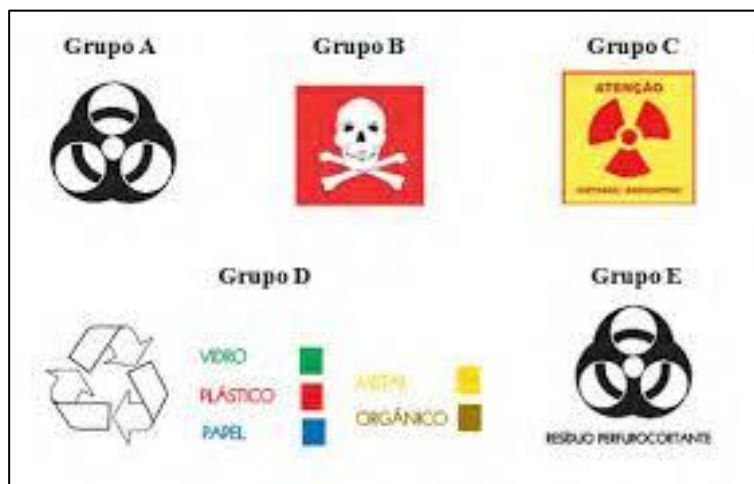 Grupo A
Grupo B
Grupo C
ATENÇÃO
Grupo D
Grupo E
VIDRO
PLÁSTICO
PAPEL
METAL
ORGÂNICO
RESÍDUO PERFUROCORTANTE